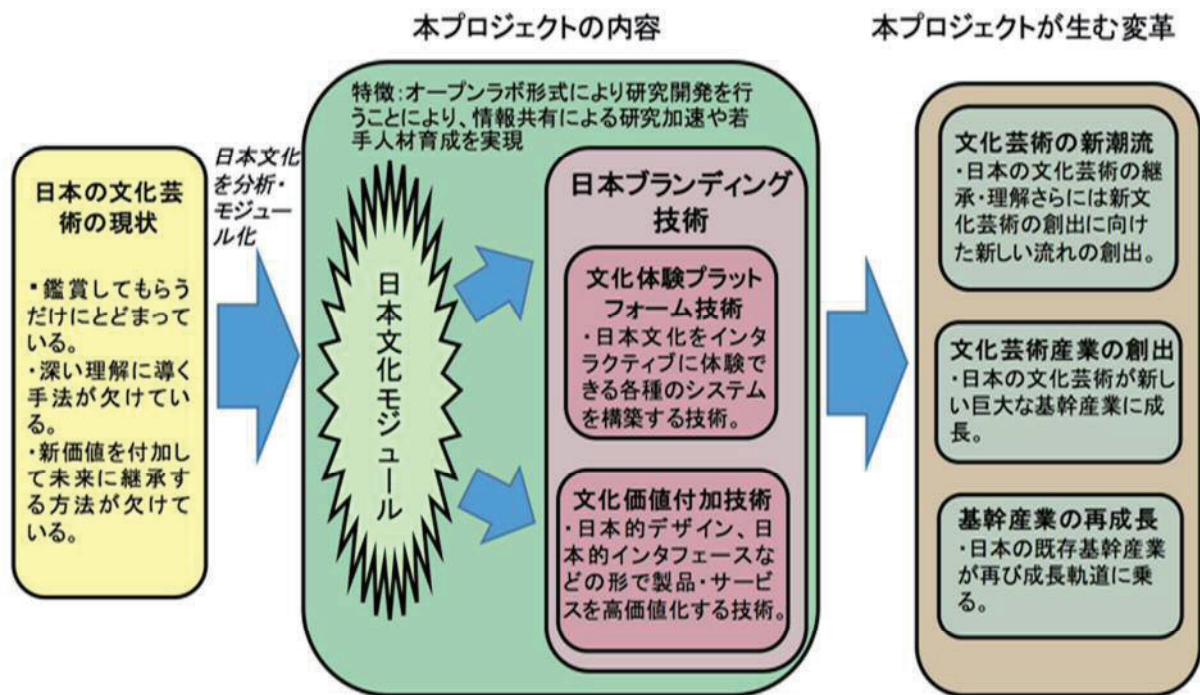 本プロジェクトの内容
本プロジェクトが生む変革
日本の文化芸
術の現状
・鑑賞してもらう
だけにとどまって
いる。
・深い理解に導く
手法が欠けてい
る。
・新価値を付加し
て未来に継承す
る方法が欠けて
いる。
日本文化
を分析・
モジュー
ル化
特徴:オープンラボ形式により研究開発を行
うことにより、情報共有による研究加速や若
手人材育成を実現
日本文化モジュール
日本ブランディング
技術
文化体験プラット
フォーム技術
・日本文化をインタ
ラクティブに体験で
きる各種のシステム
を構築する技術。
文化価値付加技術
・日本的デザイン、日
本的インタフェースな
どの形で製品・サービ
スを高価値化する技術。
文化芸術の新潮流
・日本の文化芸術の継
承・理解さらには新文
化芸術の創出に向け
た新しい流れの創出。
文化芸術産業の創出
・日本の文化芸術が新し
い巨大な基幹産業に成
長。
基幹産業の再成長
・日本の既存基幹産業
が再び成長軌道に乗
る。